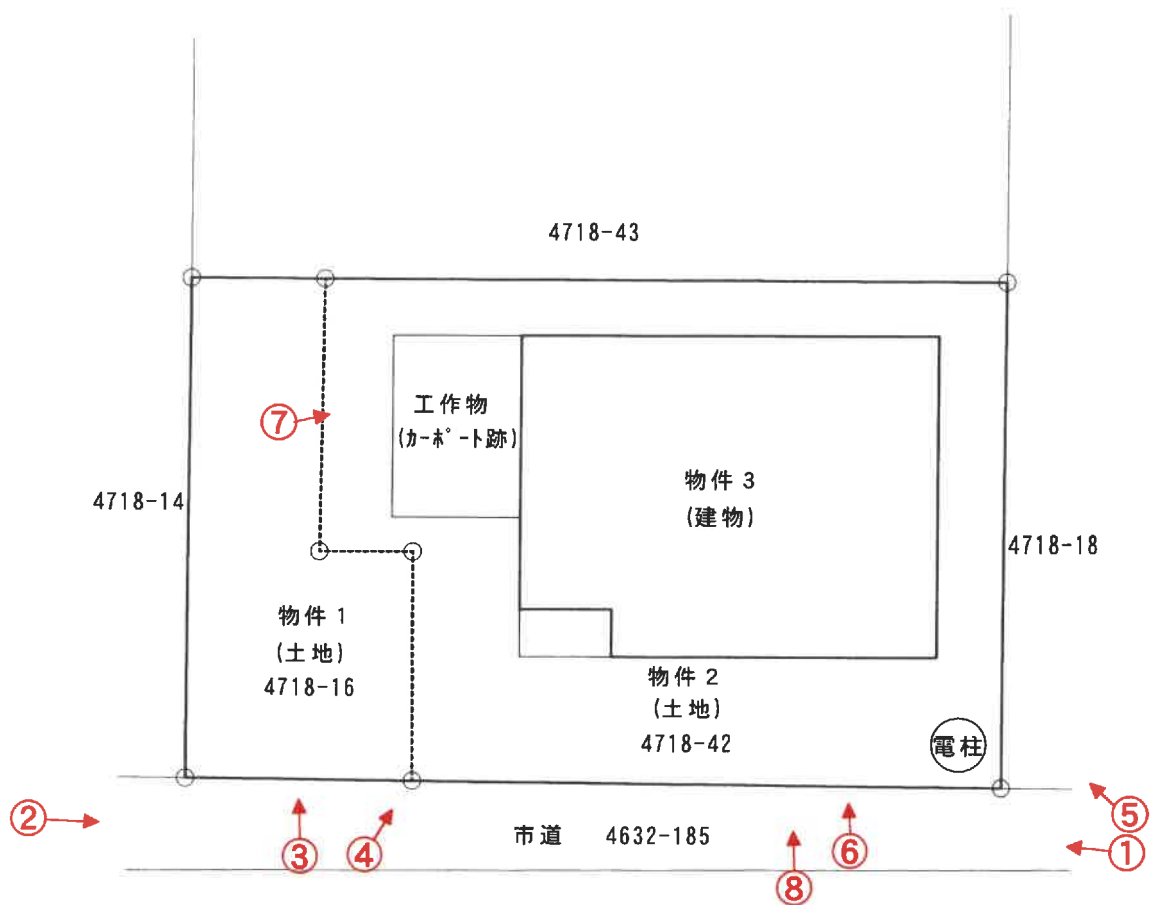 4718-43
工作物
(ｶｰﾎﾟｰﾄ跡)
⑦
物件3
(建物)
4718-14
4718-18
物件1
(土地)
4718-16
物件2
(土地)
4718-42
電柱
②
③
④
市道 4632-185
⑧
⑥
⑤
①